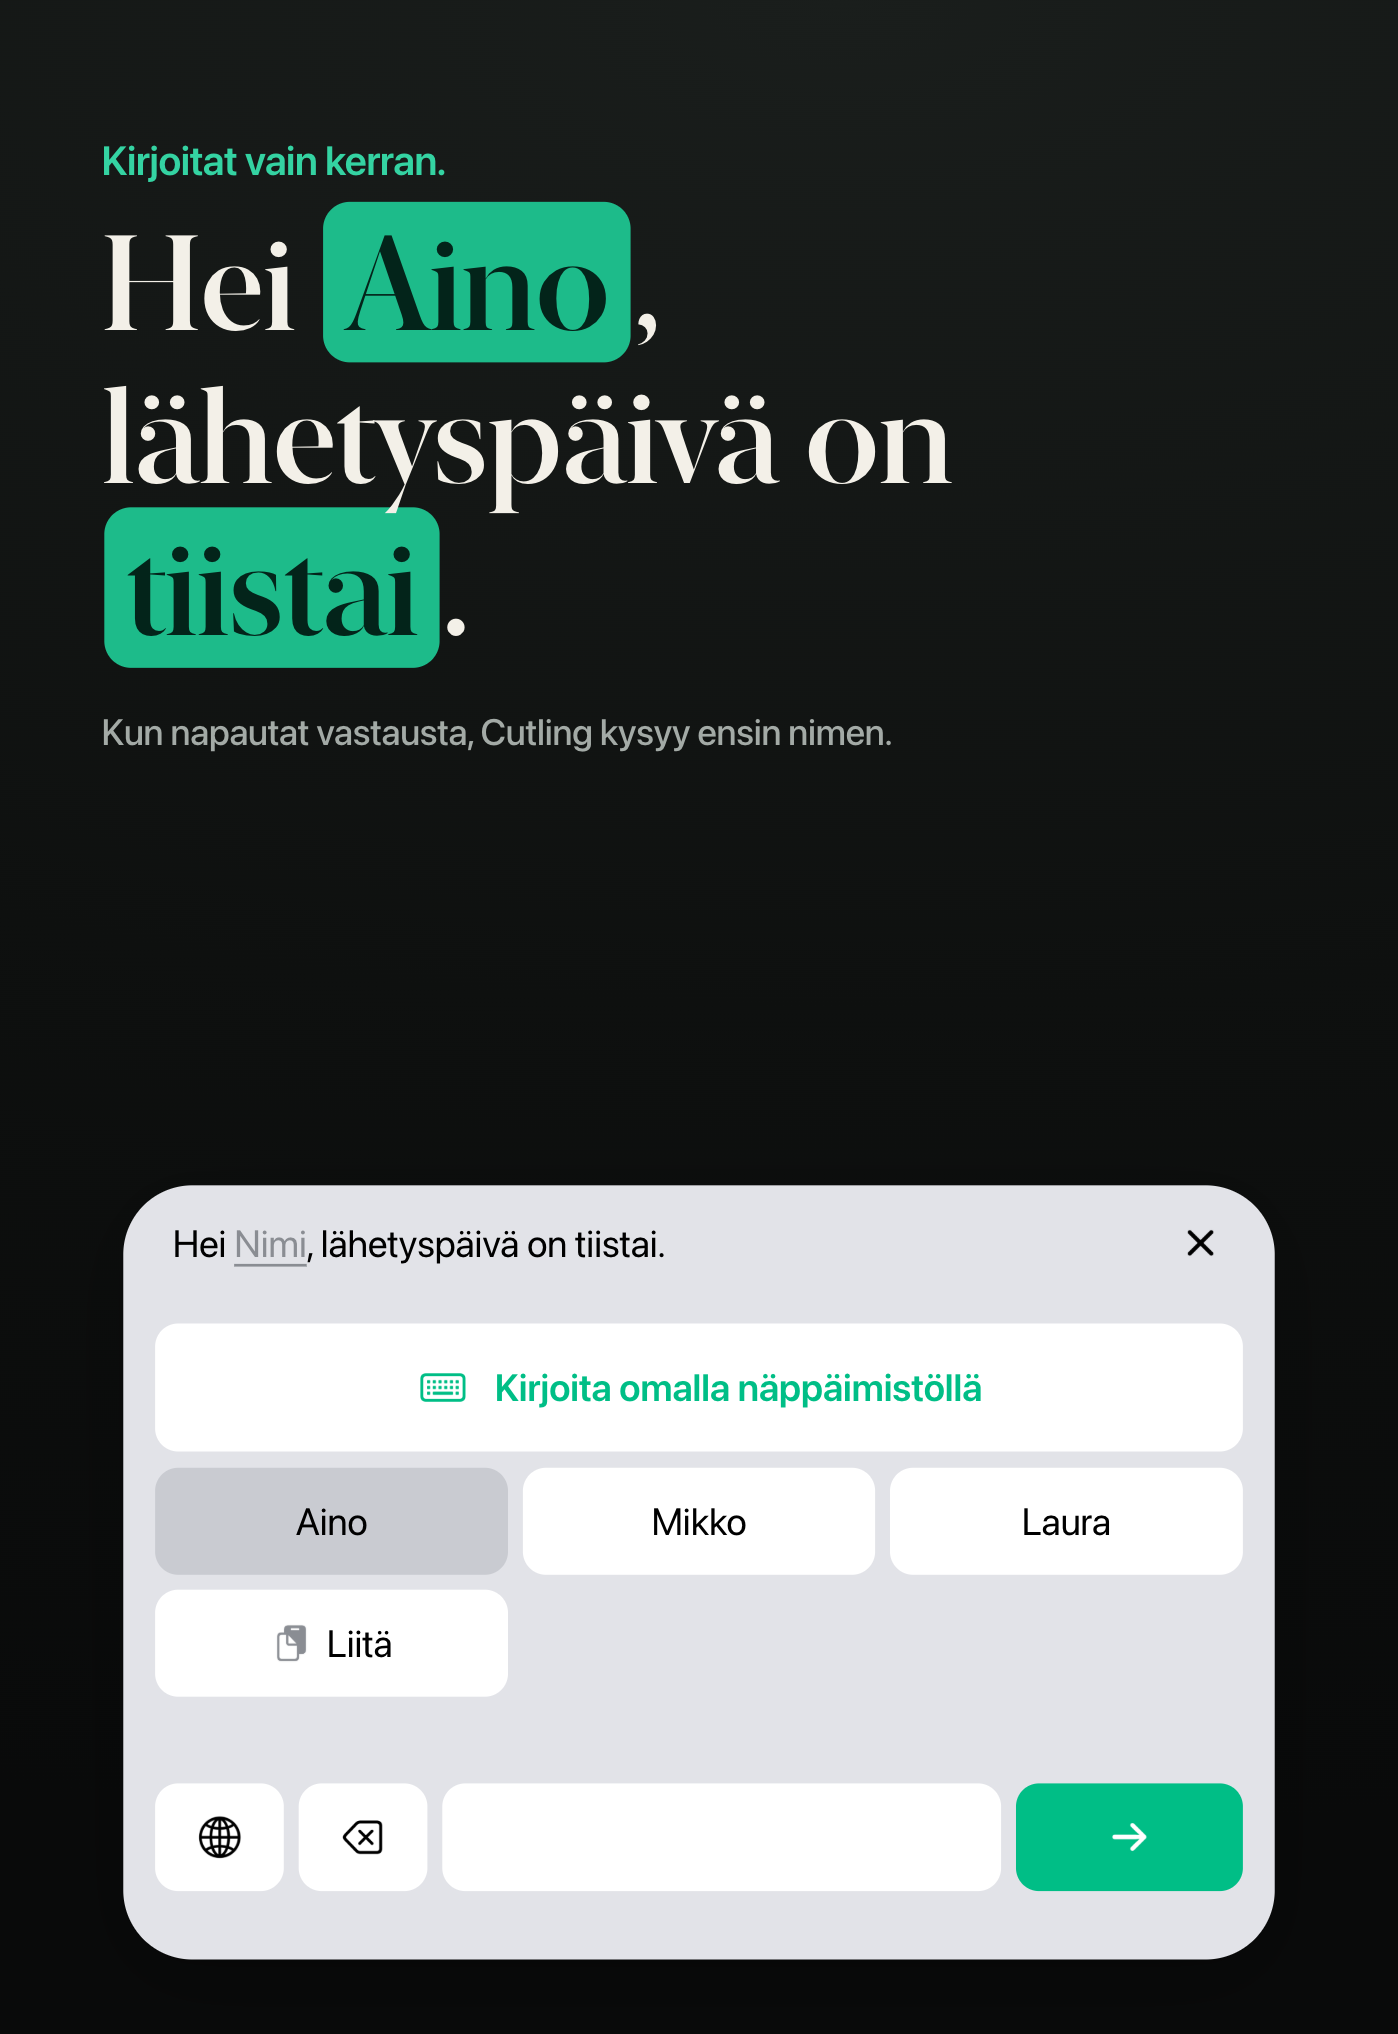 Kirjoitat vain kerran.
Hei Aino,
lähetyspäivä on
tiistai.
Kun napautat vastausta, Cutling kysyy ensin nimen.
Hei Nimi, lähetyspäivä on tiistai.
Kirjoita omalla näppäimistöllä
Aino
Mikko
Laura
Liitä